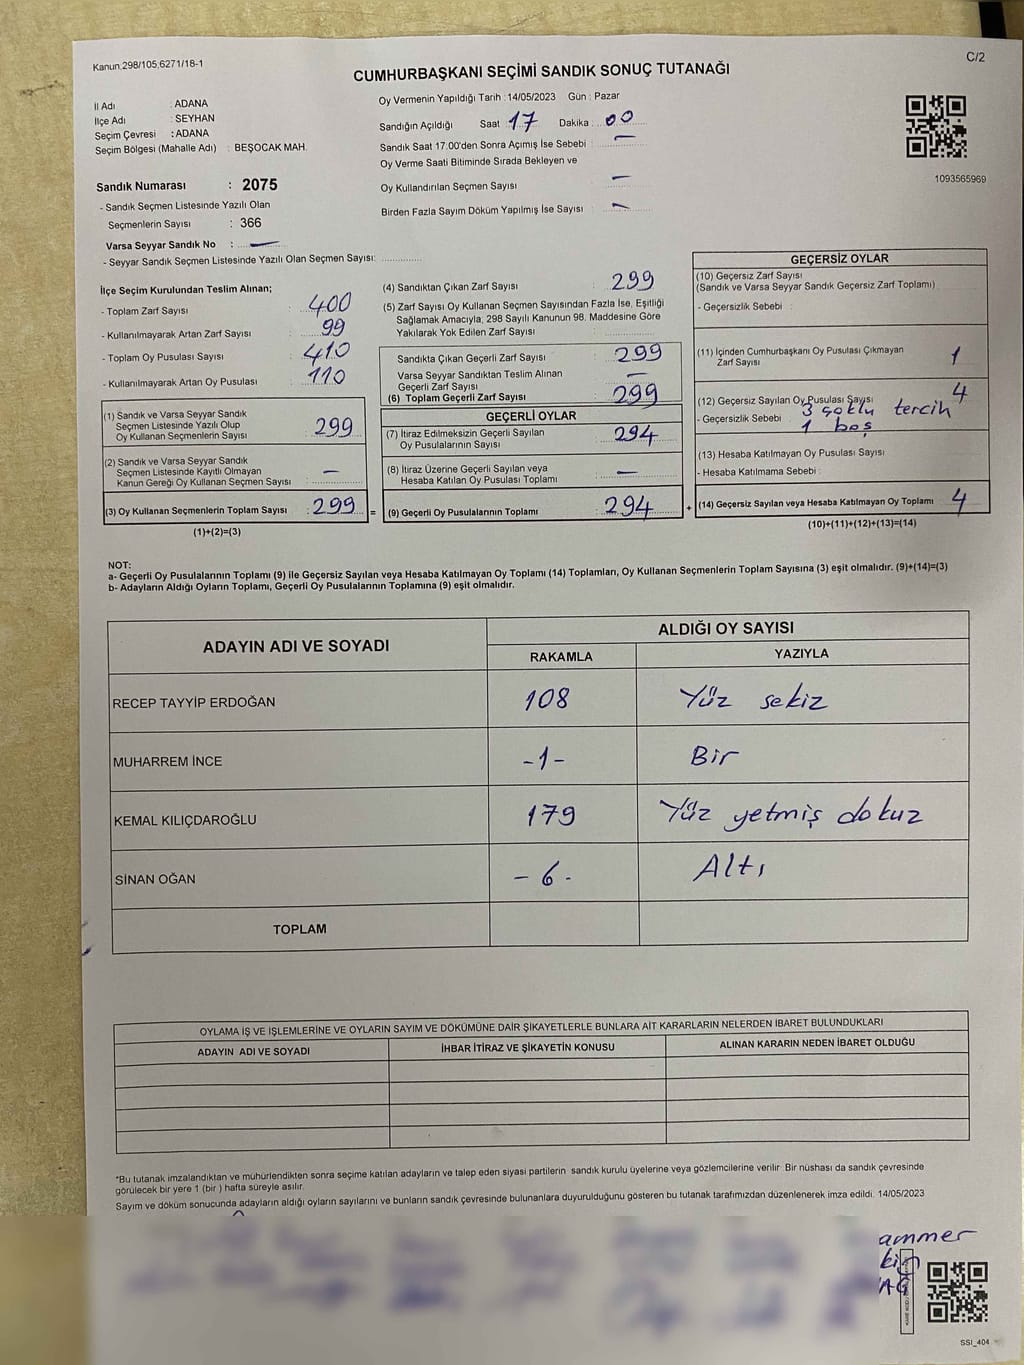 Kanun.298/105,6271/18-1
C/2
CUMHURBAŞKANI SEÇİMİ SANDIK SONUÇ TUTANAĞI
İl Adı : ADANA
İlçe Adı : SEYHAN
Seçim Çevresi : ADANA
Seçim Bölgesi (Mahalle Adı) : BEŞOCAK MAH.
Sandık Numarası : 2075
- Sandık Seçmen Listesinde Yazılı Olan
Seçmenlerin Sayısı : 366
Varsa Seyyar Sandık No : —
- Seyyar Sandık Seçmen Listesinde Yazılı Olan Seçmen Sayısı: ..............
Oy Vermenin Yapıldığı Tarih : 14/05/2023 Gün : Pazar
Sandığın Açıldığı Saat 17 Dakika : 00
Sandık Saat 17.00'den Sonra Açımış İse Sebebi : —
Oy Verme Saati Bitiminde Sırada Bekleyen ve
Oy Kullandırılan Seçmen Sayısı : —
Birden Fazla Sayım Döküm Yapılmış İse Sayısı : —
1093565969
İlçe Seçim Kurulundan Teslim Alınan;
- Toplam Zarf Sayısı : 400
- Kullanılmayarak Artan Zarf Sayısı : 99
- Toplam Oy Pusulası Sayısı : 410
- Kullanılmayarak Artan Oy Pusulası : 110
(1) Sandık ve Varsa Seyyar Sandık
Seçmen Listesinde Yazılı Olup
Oy Kullanan Seçmenlerin Sayısı : 299
(2) Sandık ve Varsa Seyyar Sandık
Seçmen Listesinde Kayıtlı Olmayan
Kanun Gereği Oy Kullanan Seçmen Sayısı : —
(3) Oy Kullanan Seçmenlerin Toplam Sayısı : 299 =
(1)+(2)=(3)
(4) Sandıktan Çıkan Zarf Sayısı : 299
(5) Zarf Sayısı Oy Kullanan Seçmen Sayısından Fazla İse, Eşitliği
Sağlamak Amacıyla, 298 Sayılı Kanunun 98. Maddesine Göre
Yakılarak Yok Edilen Zarf Sayısı :
Sandıkta Çıkan Geçerli Zarf Sayısı : 299
Varsa Seyyar Sandıktan Teslim Alınan
Geçerli Zarf Sayısı : —
(6) Toplam Geçerli Zarf Sayısı : 299
GEÇERLİ OYLAR
(7) İtiraz Edilmeksizin Geçerli Sayılan
Oy Pusulalarının Sayısı : 294
(8) İtiraz Üzerine Geçerli Sayılan veya
Hesaba Katılan Oy Pusulası Toplamı : —
(9) Geçerli Oy Pusulalarının Toplamı : 294 +
GEÇERSİZ OYLAR
(10) Geçersiz Zarf Sayısı
(Sandık ve Varsa Seyyar Sandık Geçersiz Zarf Toplamı)
- Geçersizlik Sebebi :
(11) İçinden Cumhurbaşkanı Oy Pusulası Çıkmayan
Zarf Sayısı 1
(12) Geçersiz Sayılan Oy Pusulası Sayısı 4
- Geçersizlik Sebebi : 3 çoklu tercih
1 boş
(13) Hesaba Katılmayan Oy Pusulası Sayısı
- Hesaba Katılmama Sebebi :
(14) Geçersiz Sayılan veya Hesaba Katılmayan Oy Toplamı 4
(10)+(11)+(12)+(13)=(14)
NOT:
a- Geçerli Oy Pusulalarının Toplamı (9) ile Geçersiz Sayılan veya Hesaba Katılmayan Oy Toplamı (14) Toplamları, Oy Kullanan Seçmenlerin Toplam Sayısına (3) eşit olmalıdır. (9)+(14)=(3)
b- Adayların Aldığı Oyların Toplamı, Geçerli Oy Pusulalarının Toplamına (9) eşit olmalıdır.
ADAYIN ADI VE SOYADI
ALDIĞI OY SAYISI
RAKAMLA YAZIYLA
RECEP TAYYİP ERDOĞAN 108 Yüz sekiz
MUHARREM İNCE -1- Bir
KEMAL KILIÇDAROĞLU 179 Yüz yetmiş dokuz
SİNAN OĞAN -6- Altı
TOPLAM
OYLAMA İŞ VE İŞLEMLERİNE VE OYLARIN SAYIM VE DÖKÜMÜNE DAİR ŞİKAYETLERLE BUNLARA AİT KARARLARIN NELERDEN İBARET BULUNDUKLARI
ADAYIN ADI VE SOYADI İHBAR İTİRAZ VE ŞİKAYETİN KONUSU ALINAN KARARIN NEDEN İBARET OLDUĞU
*Bu tutanak imzalandıktan ve mühürlendikten sonra seçime katılan adayların ve talep eden siyasi partilerin sandık kurulu üyelerine veya gözlemcilerine verilir. Bir nüshası da sandık çevresinde
görülecek bir yere 1 (bir) hafta süreyle asılır.
Sayım ve döküm sonucunda adayların aldığı oyların sayılarını ve bunların sandık çevresinde bulunanlara duyurulduğunu gösteren bu tutanak tarafımızdan düzenlenerek imza edildi. 14/05/2023
ammer
SSI_404